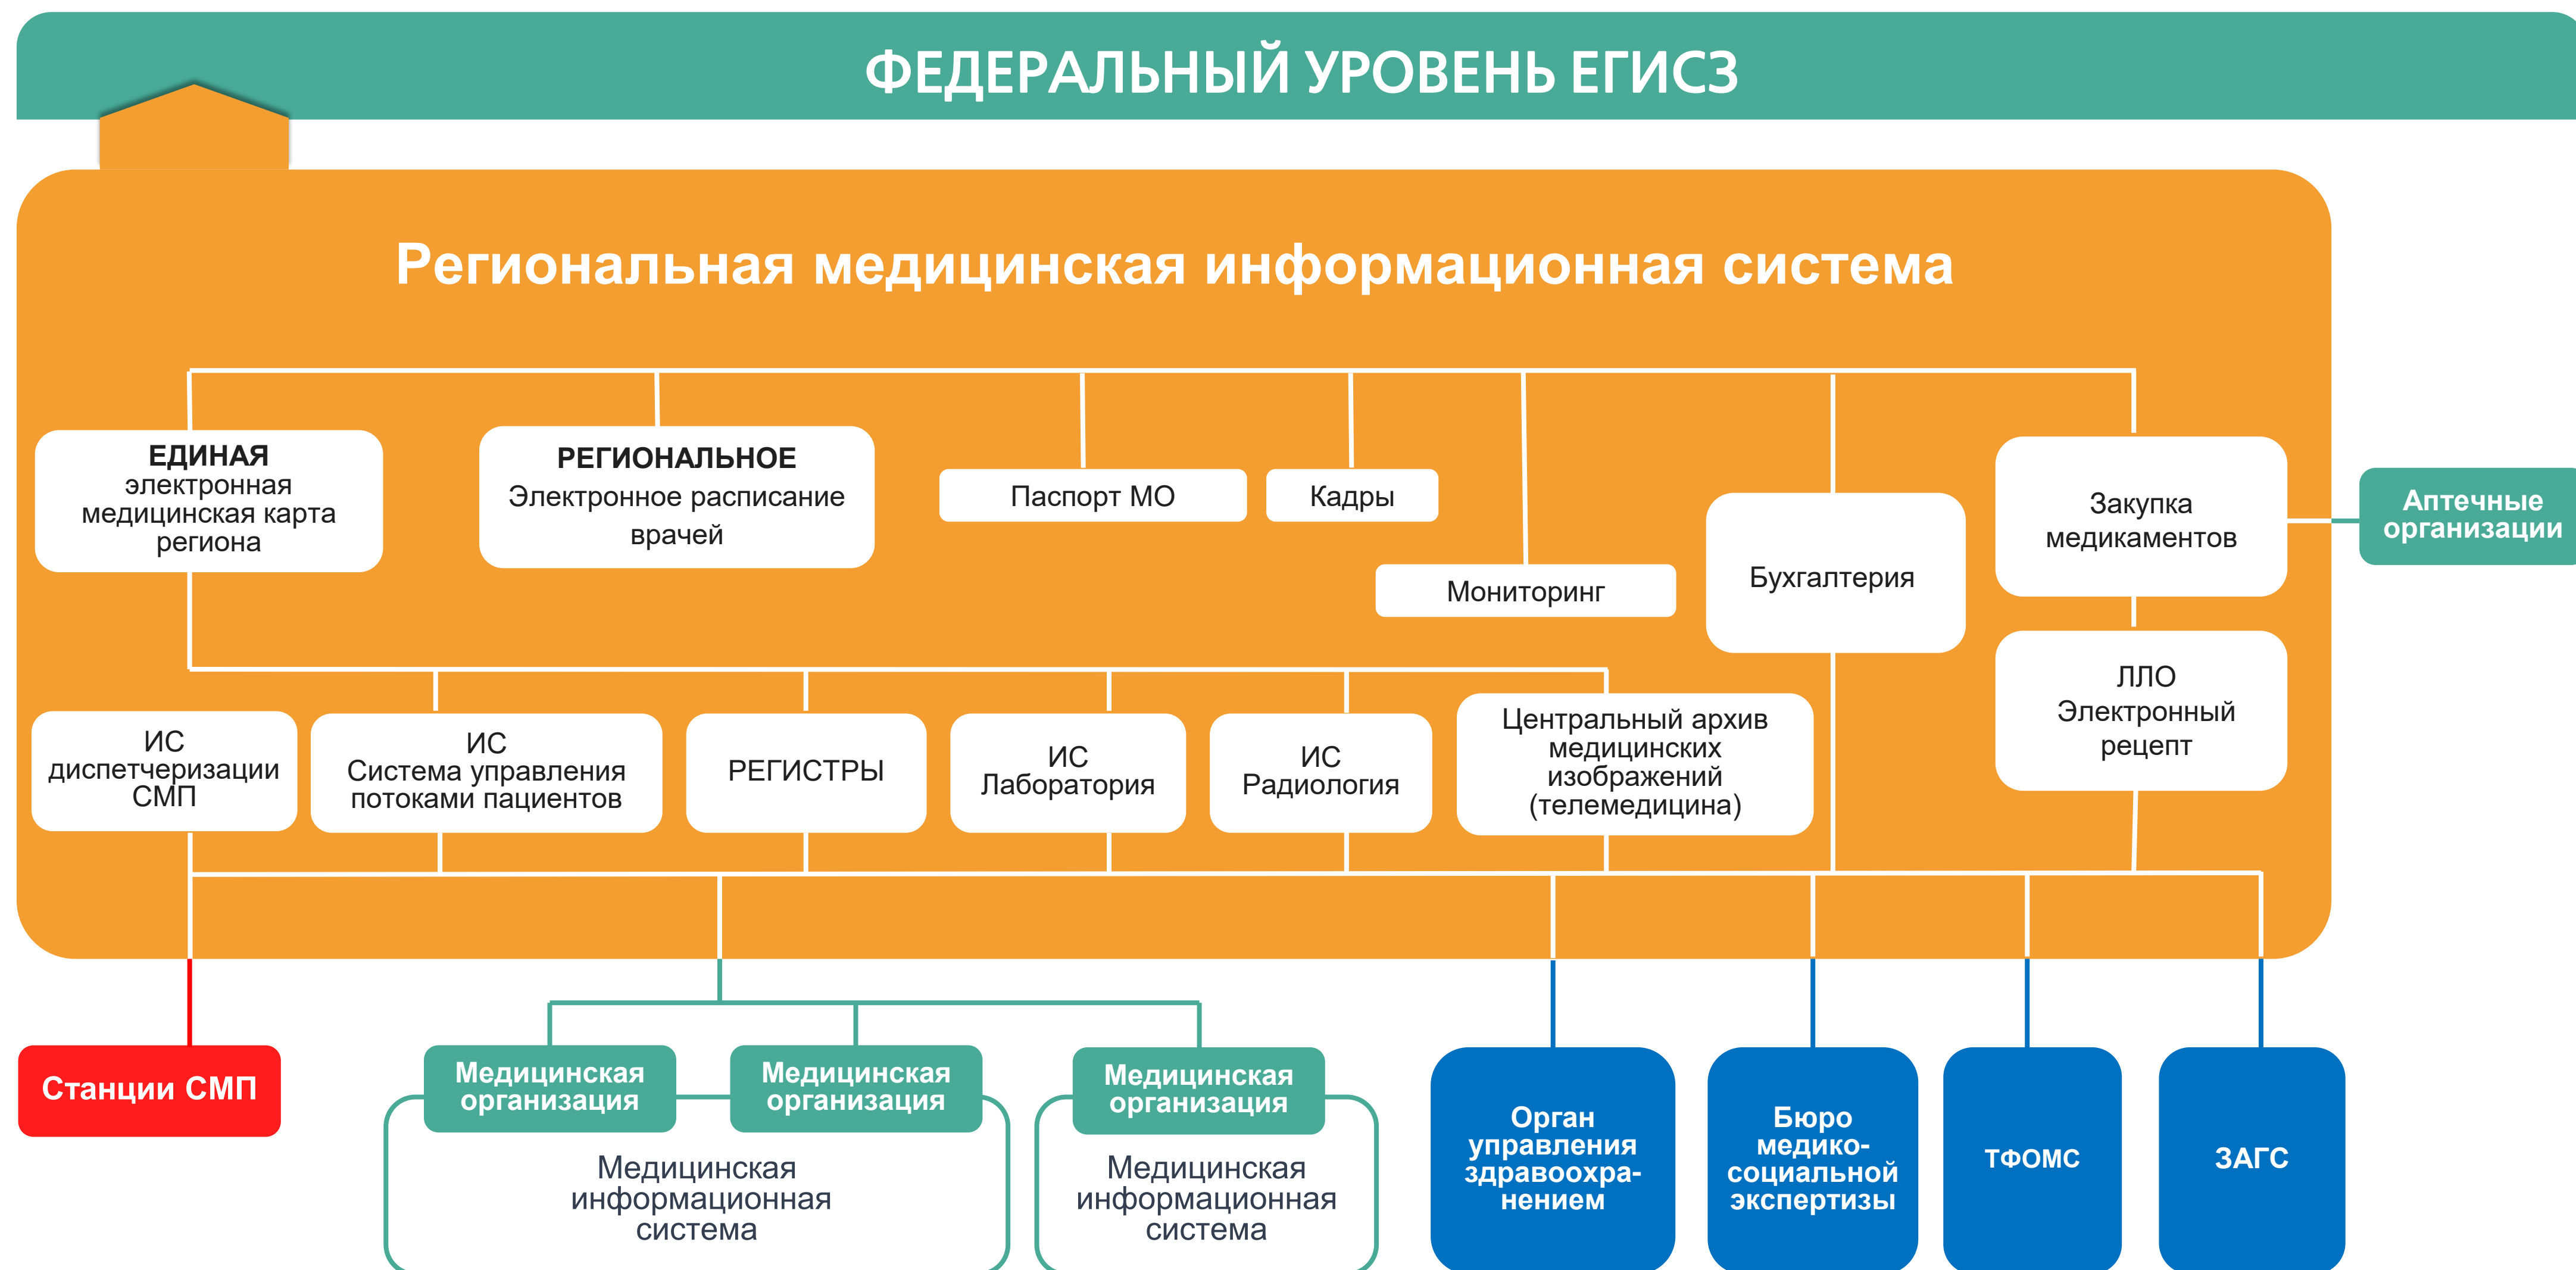 ФЕДЕРАЛЬНЫЙ УРОВЕНЬ ЕГИСЗ
Региональная медицинская информационная система
ЕДИНАЯ
электронная
медицинская карта
региона
РЕГИОНАЛЬНОЕ
Электронное расписание
врачей
Паспорт МО
Кадры
Мониторинг
Бухгалтерия
Закупка
медикаментов
Аптечные
организации
ЛЛО
Электронный
рецепт
ИС
диспетчеризации
СМП
ИС
Система управления
потоками пациентов
РЕГИСТРЫ
ИС
Лаборатория
ИС
Радиология
Центральный архив
медицинских
изображений
(телемедицина)
Станции СМП
Медицинская
организация
Медицинская
организация
Медицинская
информационная
система
Медицинская
организация
Медицинская
информационная
система
Орган
управления
здравоохра-
нением
Бюро
медико-
социальной
экспертизы
ТФОМС
ЗАГС